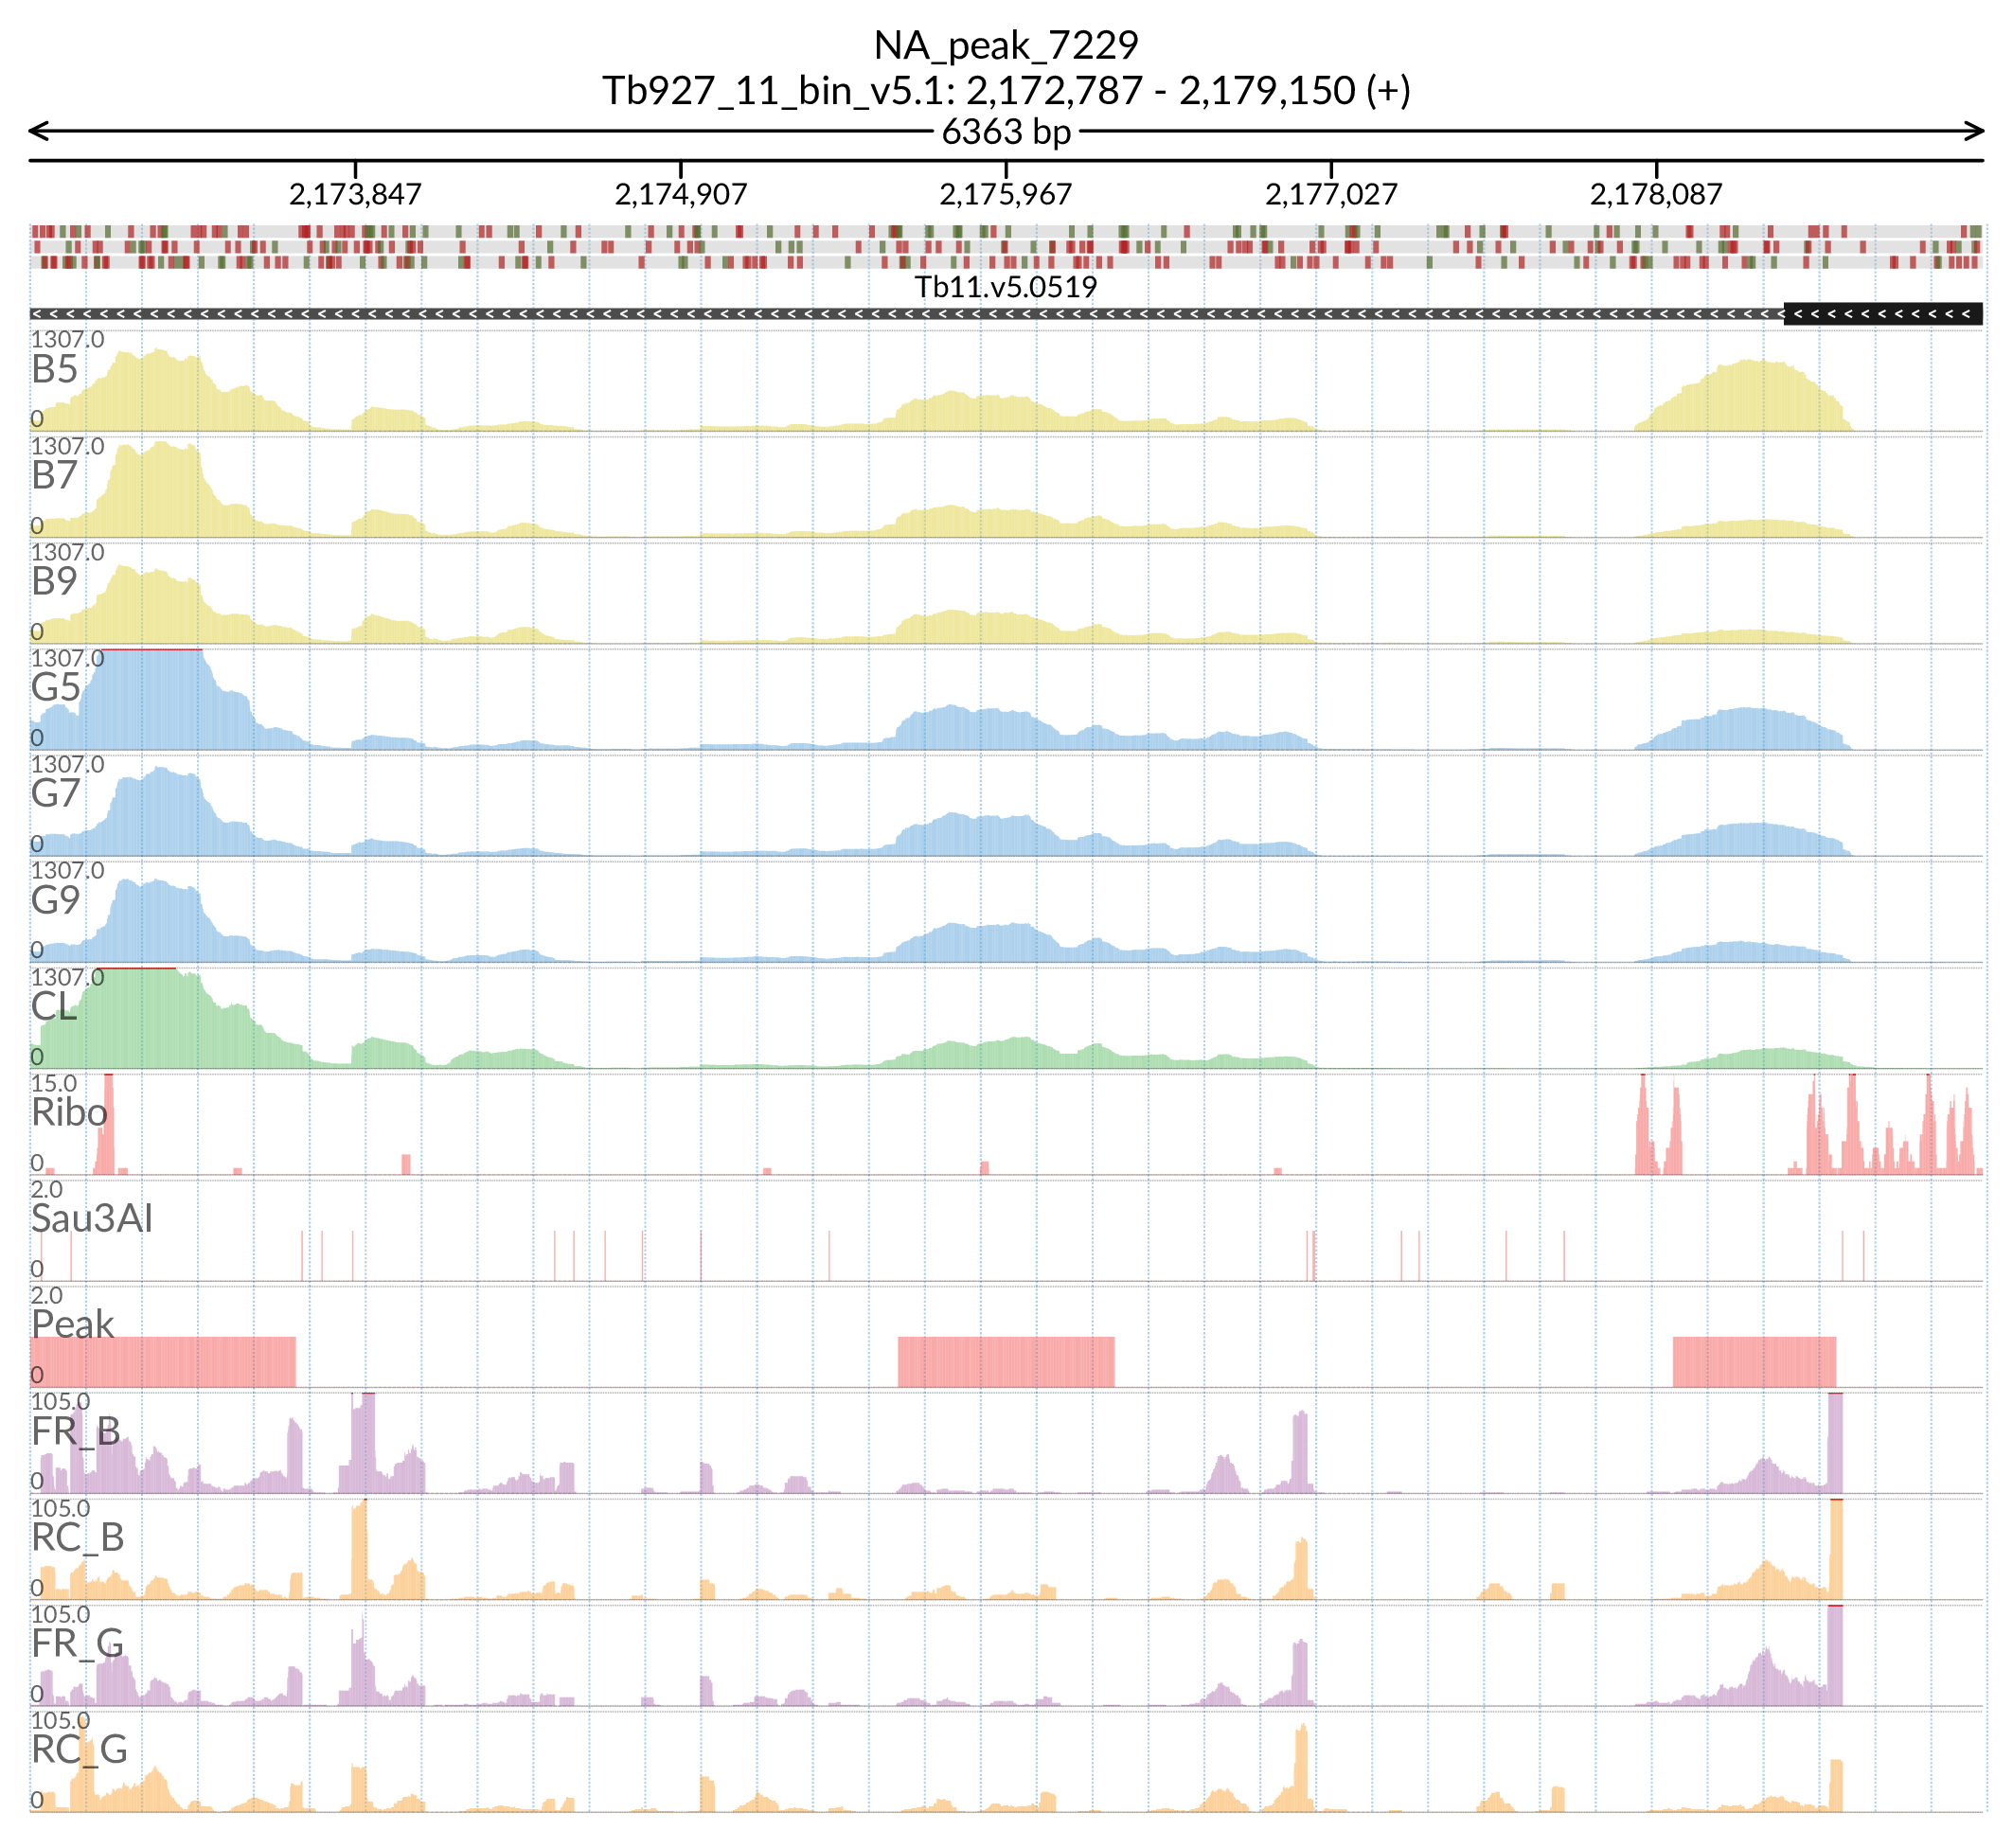 NA_peak_7229
Tb927_11_bin_v5.1: 2,172,787 - 2,179,150 (+)
6363 bp
2,173,847 2,174,907 2,175,967 2,177,027 2,178,087
Tb11.v5.0519
1307.0
B5
0
1307.0
B7
0
1307.0
B9
0
1307.0
G5
0
1307.0
G7
0
1307.0
G9
0
1307.0
CL
0
15.0
Ribo
0
2.0
Sau3AI
0
2.0
Peak
0
105.0
FR_B
0
105.0
RC_B
0
105.0
FR_G
0
105.0
RC_G
0